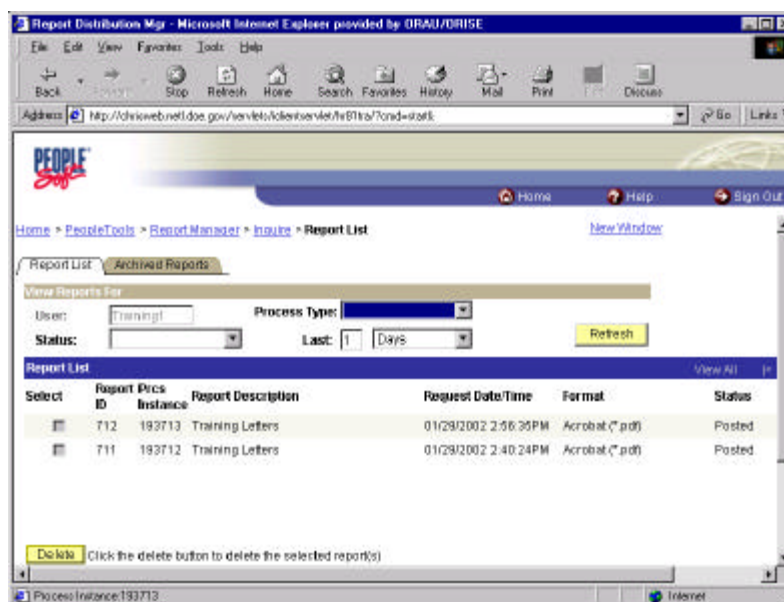 Report Distribution Mgr - Microsoft Internet Explorer provided by ORAU/ORISE
File Edit View Favorites Tools Help
Back Stop Refresh Home Search Favorites History Mail Print Discuss
Address Go Links
PEOPLE Soft
Home Help Sign Out
Home > PeopleTools > Report Manager > Inquire > Report List New Window
Report List Archived Reports
View Reports For
User: Training1 Process Type:
Status: Last: 1 Days Refresh
Report List View All
Select Report ID Prcs Instance Report Description Request Date/Time Format Status
712 193713 Training Letters 01/29/2002 2:56:35PM Acrobat (*.pdf) Posted
711 193712 Training Letters 01/29/2002 2:40:24PM Acrobat (*.pdf) Posted
Delete Click the delete button to delete the selected report(s)
Process Instance:193713 Internet